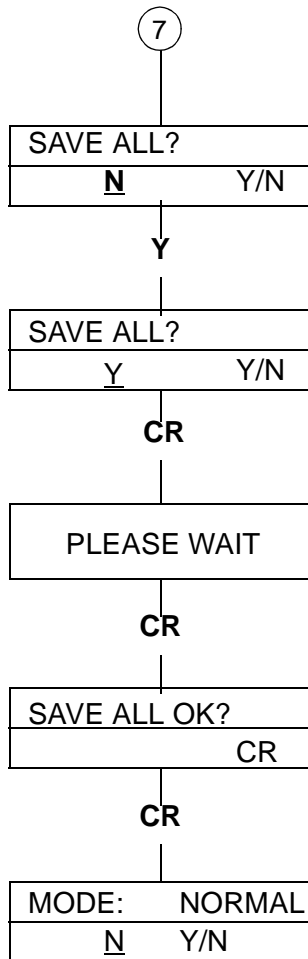 7
SAVE ALL?
N Y/N
Y
SAVE ALL?
Y Y/N
CR
PLEASE WAIT
CR
SAVE ALL OK?
CR
CR
MODE: NORMAL
N Y/N